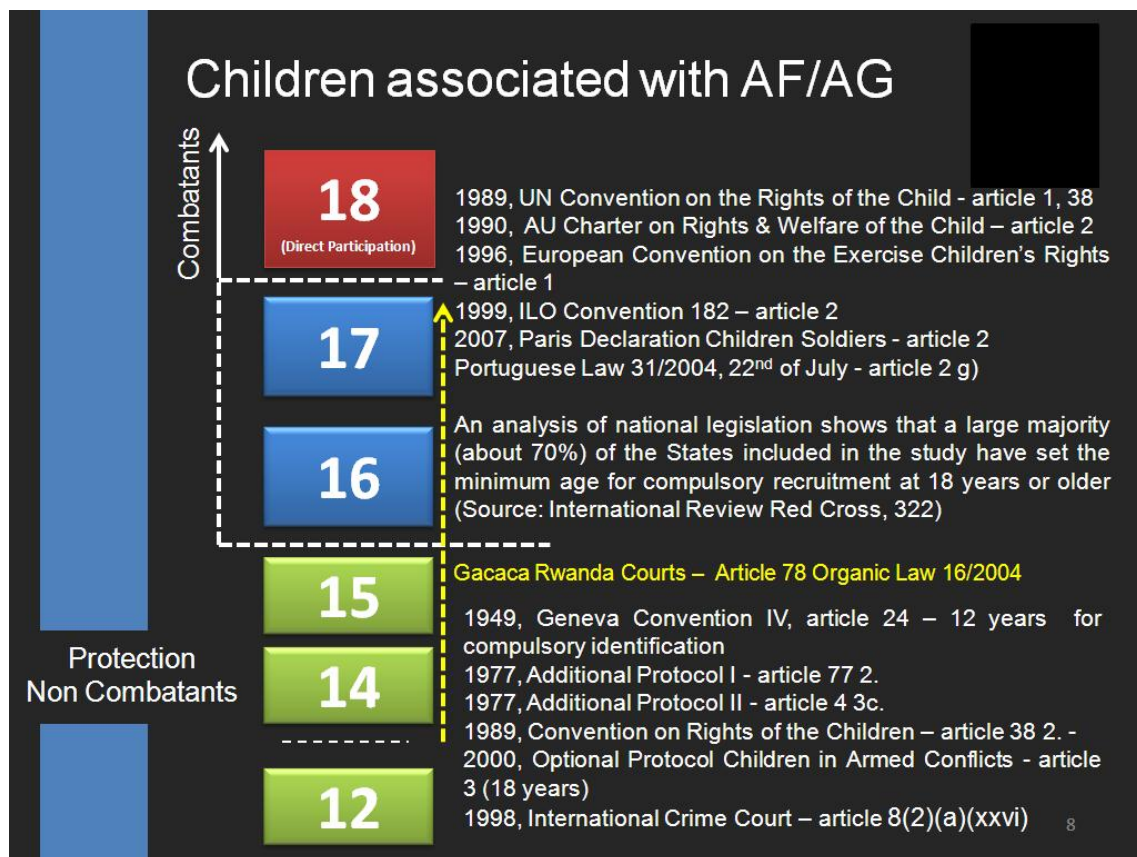 Children associated with AF/AG
Combatants
18
(Direct Participation)
17
16
15
14
12
Protection
Non Combatants
1989, UN Convention on the Rights of the Child - article 1, 38
1990, AU Charter on Rights & Welfare of the Child – article 2
1996, European Convention on the Exercise Children's Rights
– article 1
1999, ILO Convention 182 – article 2
2007, Paris Declaration Children Soldiers - article 2
Portuguese Law 31/2004, 22nd of July - article 2 g)
An analysis of national legislation shows that a large majority
(about 70%) of the States included in the study have set the
minimum age for compulsory recruitment at 18 years or older
(Source: International Review Red Cross, 322)
Gacaca Rwanda Courts – Article 78 Organic Law 16/2004
1949, Geneva Convention IV, article 24 – 12 years for
compulsory identification
1977, Additional Protocol I - article 77 2.
1977, Additional Protocol II - article 4 3c.
1989, Convention on Rights of the Children – article 38 2. -
2000, Optional Protocol Children in Armed Conflicts - article
3 (18 years)
1998, International Crime Court – article 8(2)(a)(xxvi)
8